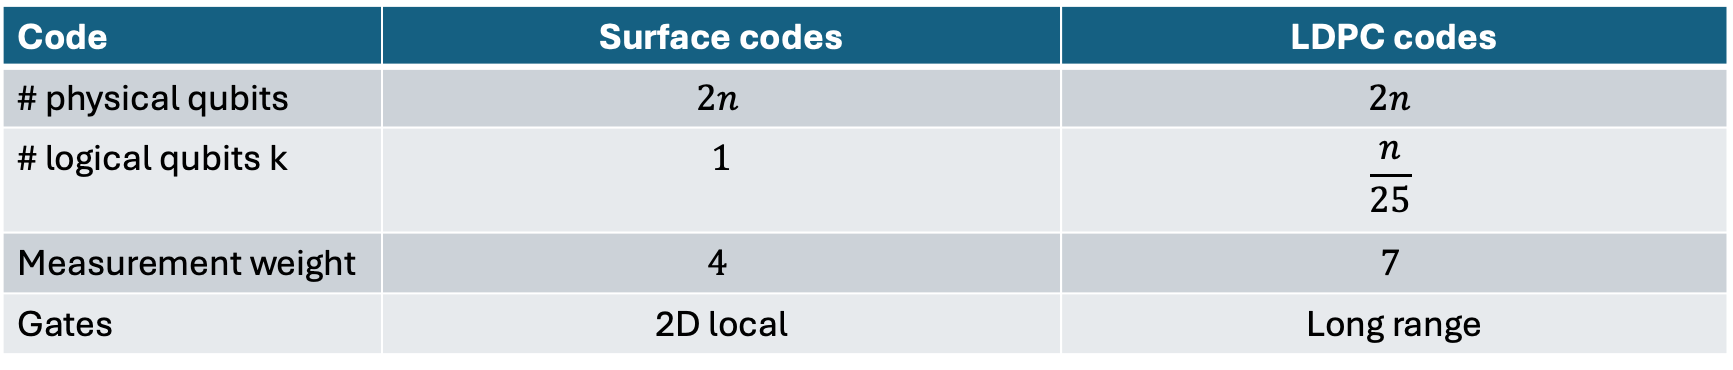 Code Surface codes LDPC codes
# physical qubits 2n 2n
# logical qubits k 1 n/25
Measurement weight 4 7
Gates 2D local Long range